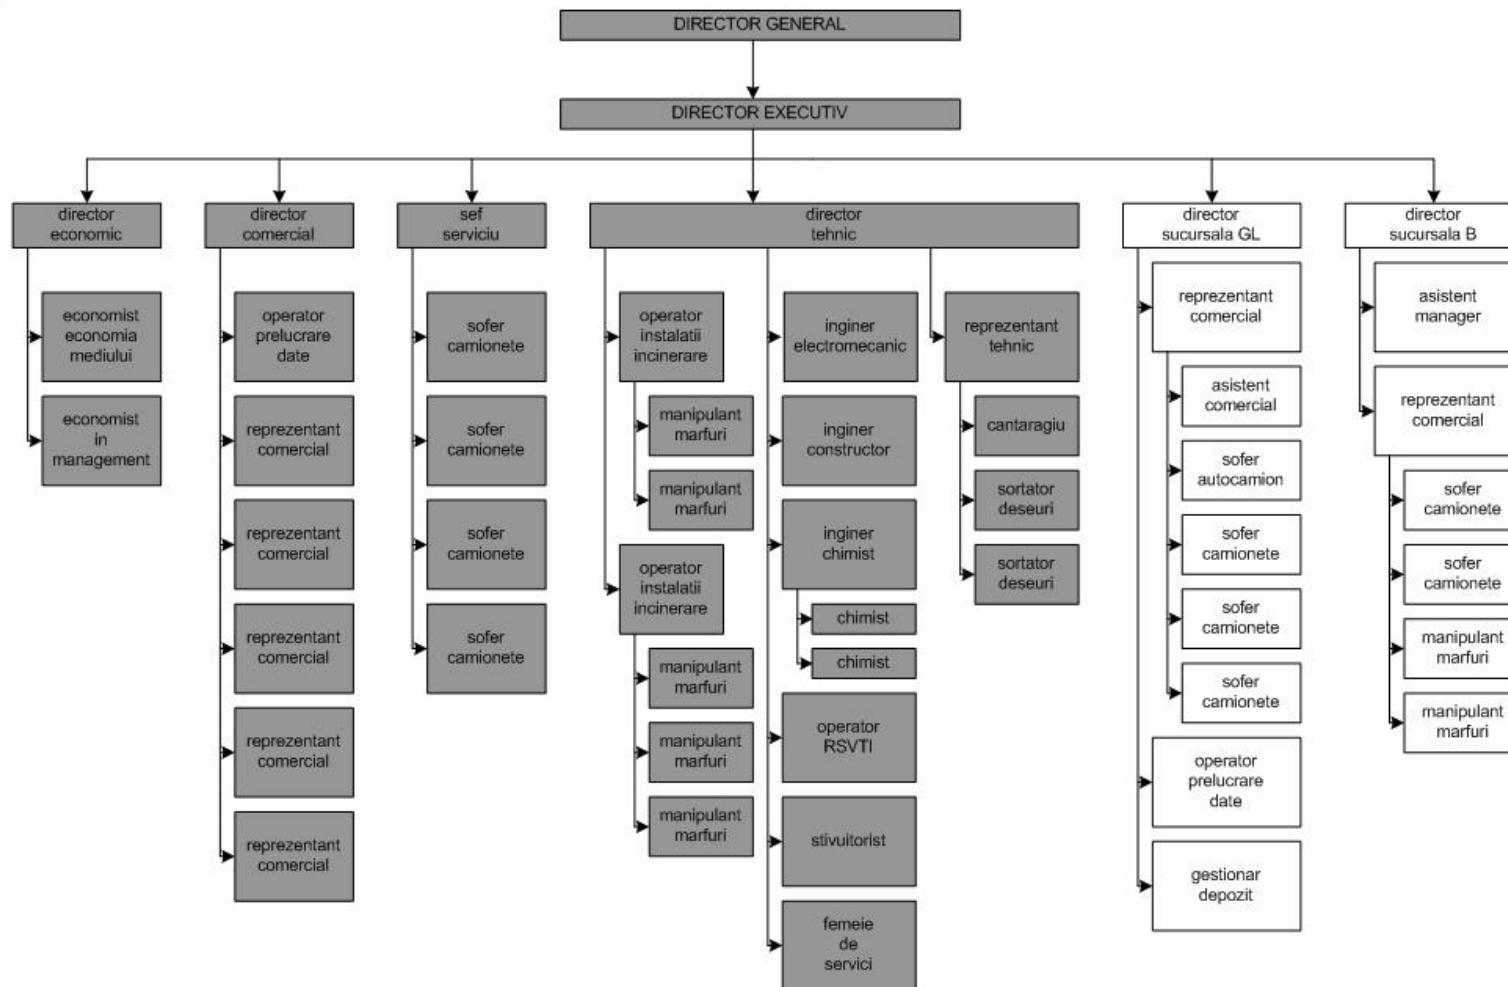 DIRECTOR GENERAL
DIRECTOR EXECUTIV
director
economic
economist
economia
mediului
economist
in
management
director
comercial
operator
prelucrare
date
reprezentant
comercial
reprezentant
comercial
reprezentant
comercial
reprezentant
comercial
reprezentant
comercial
sef
serviciu
sofer
camionete
sofer
camionete
sofer
camionete
sofer
camionete
director
tehnic
operator
instalatii
incinerare
manipulant
marfuri
manipulant
marfuri
operator
instalatii
incinerare
manipulant
marfuri
manipulant
marfuri
manipulant
marfuri
inginer
electromecanic
inginer
constructor
inginer
chimist
chimist
chimist
operator
RSVTI
stivuitorist
femeie
de
servici
reprezentant
tehnic
cantaragiu
sortator
deseuri
sortator
deseuri
director
sucursala GL
reprezentant
comercial
asistent
comercial
sofer
autocamion
sofer
camionete
sofer
camionete
sofer
camionete
operator
prelucrare
date
gestionar
depozit
director
sucursala B
asistent
manager
reprezentant
comercial
sofer
camionete
sofer
camionete
manipulant
marfuri
manipulant
marfuri